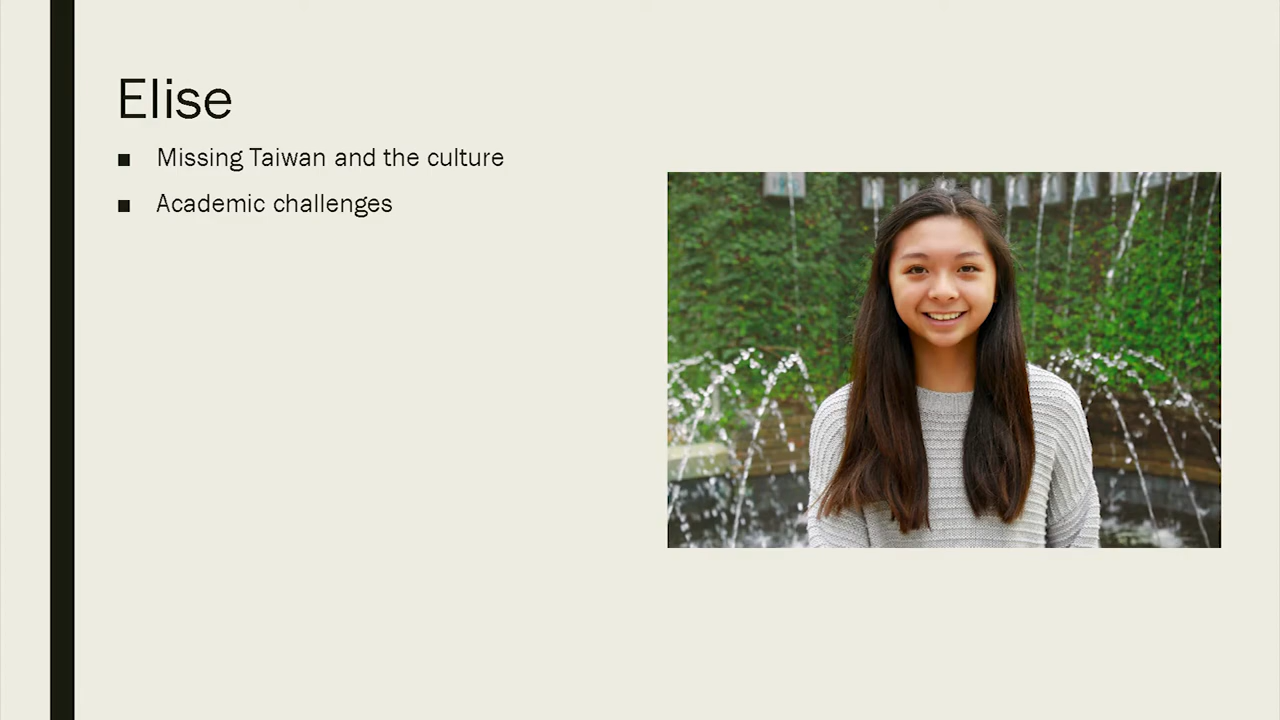 Elise
■ Missing Taiwan and the culture
■ Academic challenges